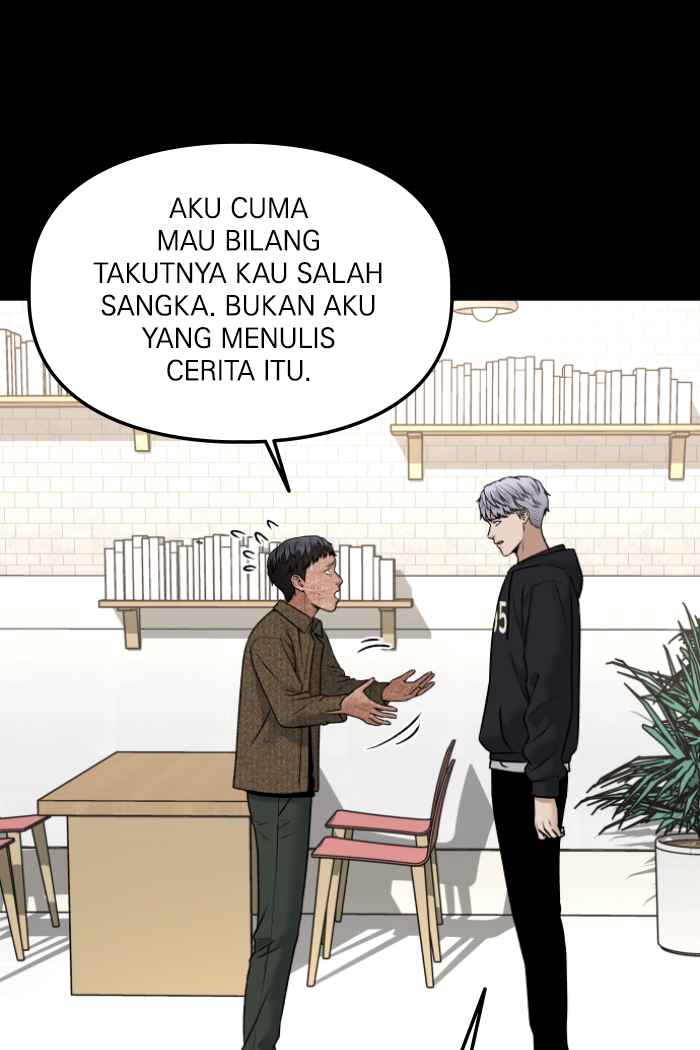 AKU CUMA
MAU BILANG
TAKUTNYA KAU SALAH
SANGKA. BUKAN AKU
YANG MENULIS
CERITA ITU.